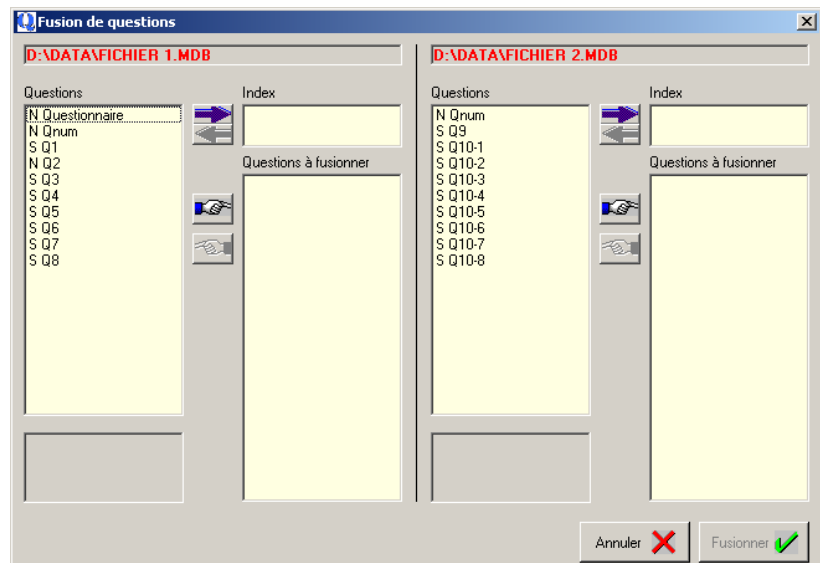 Fusion de questions
D:\DATA\FICHIER 1.MDB
Questions
Index
N Questionnaire
N Qnum
S Q1
N Q2
S Q3
S Q4
S Q5
S Q6
S Q7
S Q8
Questions à fusionner
D:\DATA\FICHIER 2.MDB
Questions
Index
N Qnum
S Q9
S Q10-1
S Q10-2
S Q10-3
S Q10-4
S Q10-5
S Q10-6
S Q10-7
S Q10-8
Questions à fusionner
Annuler
Fusionner